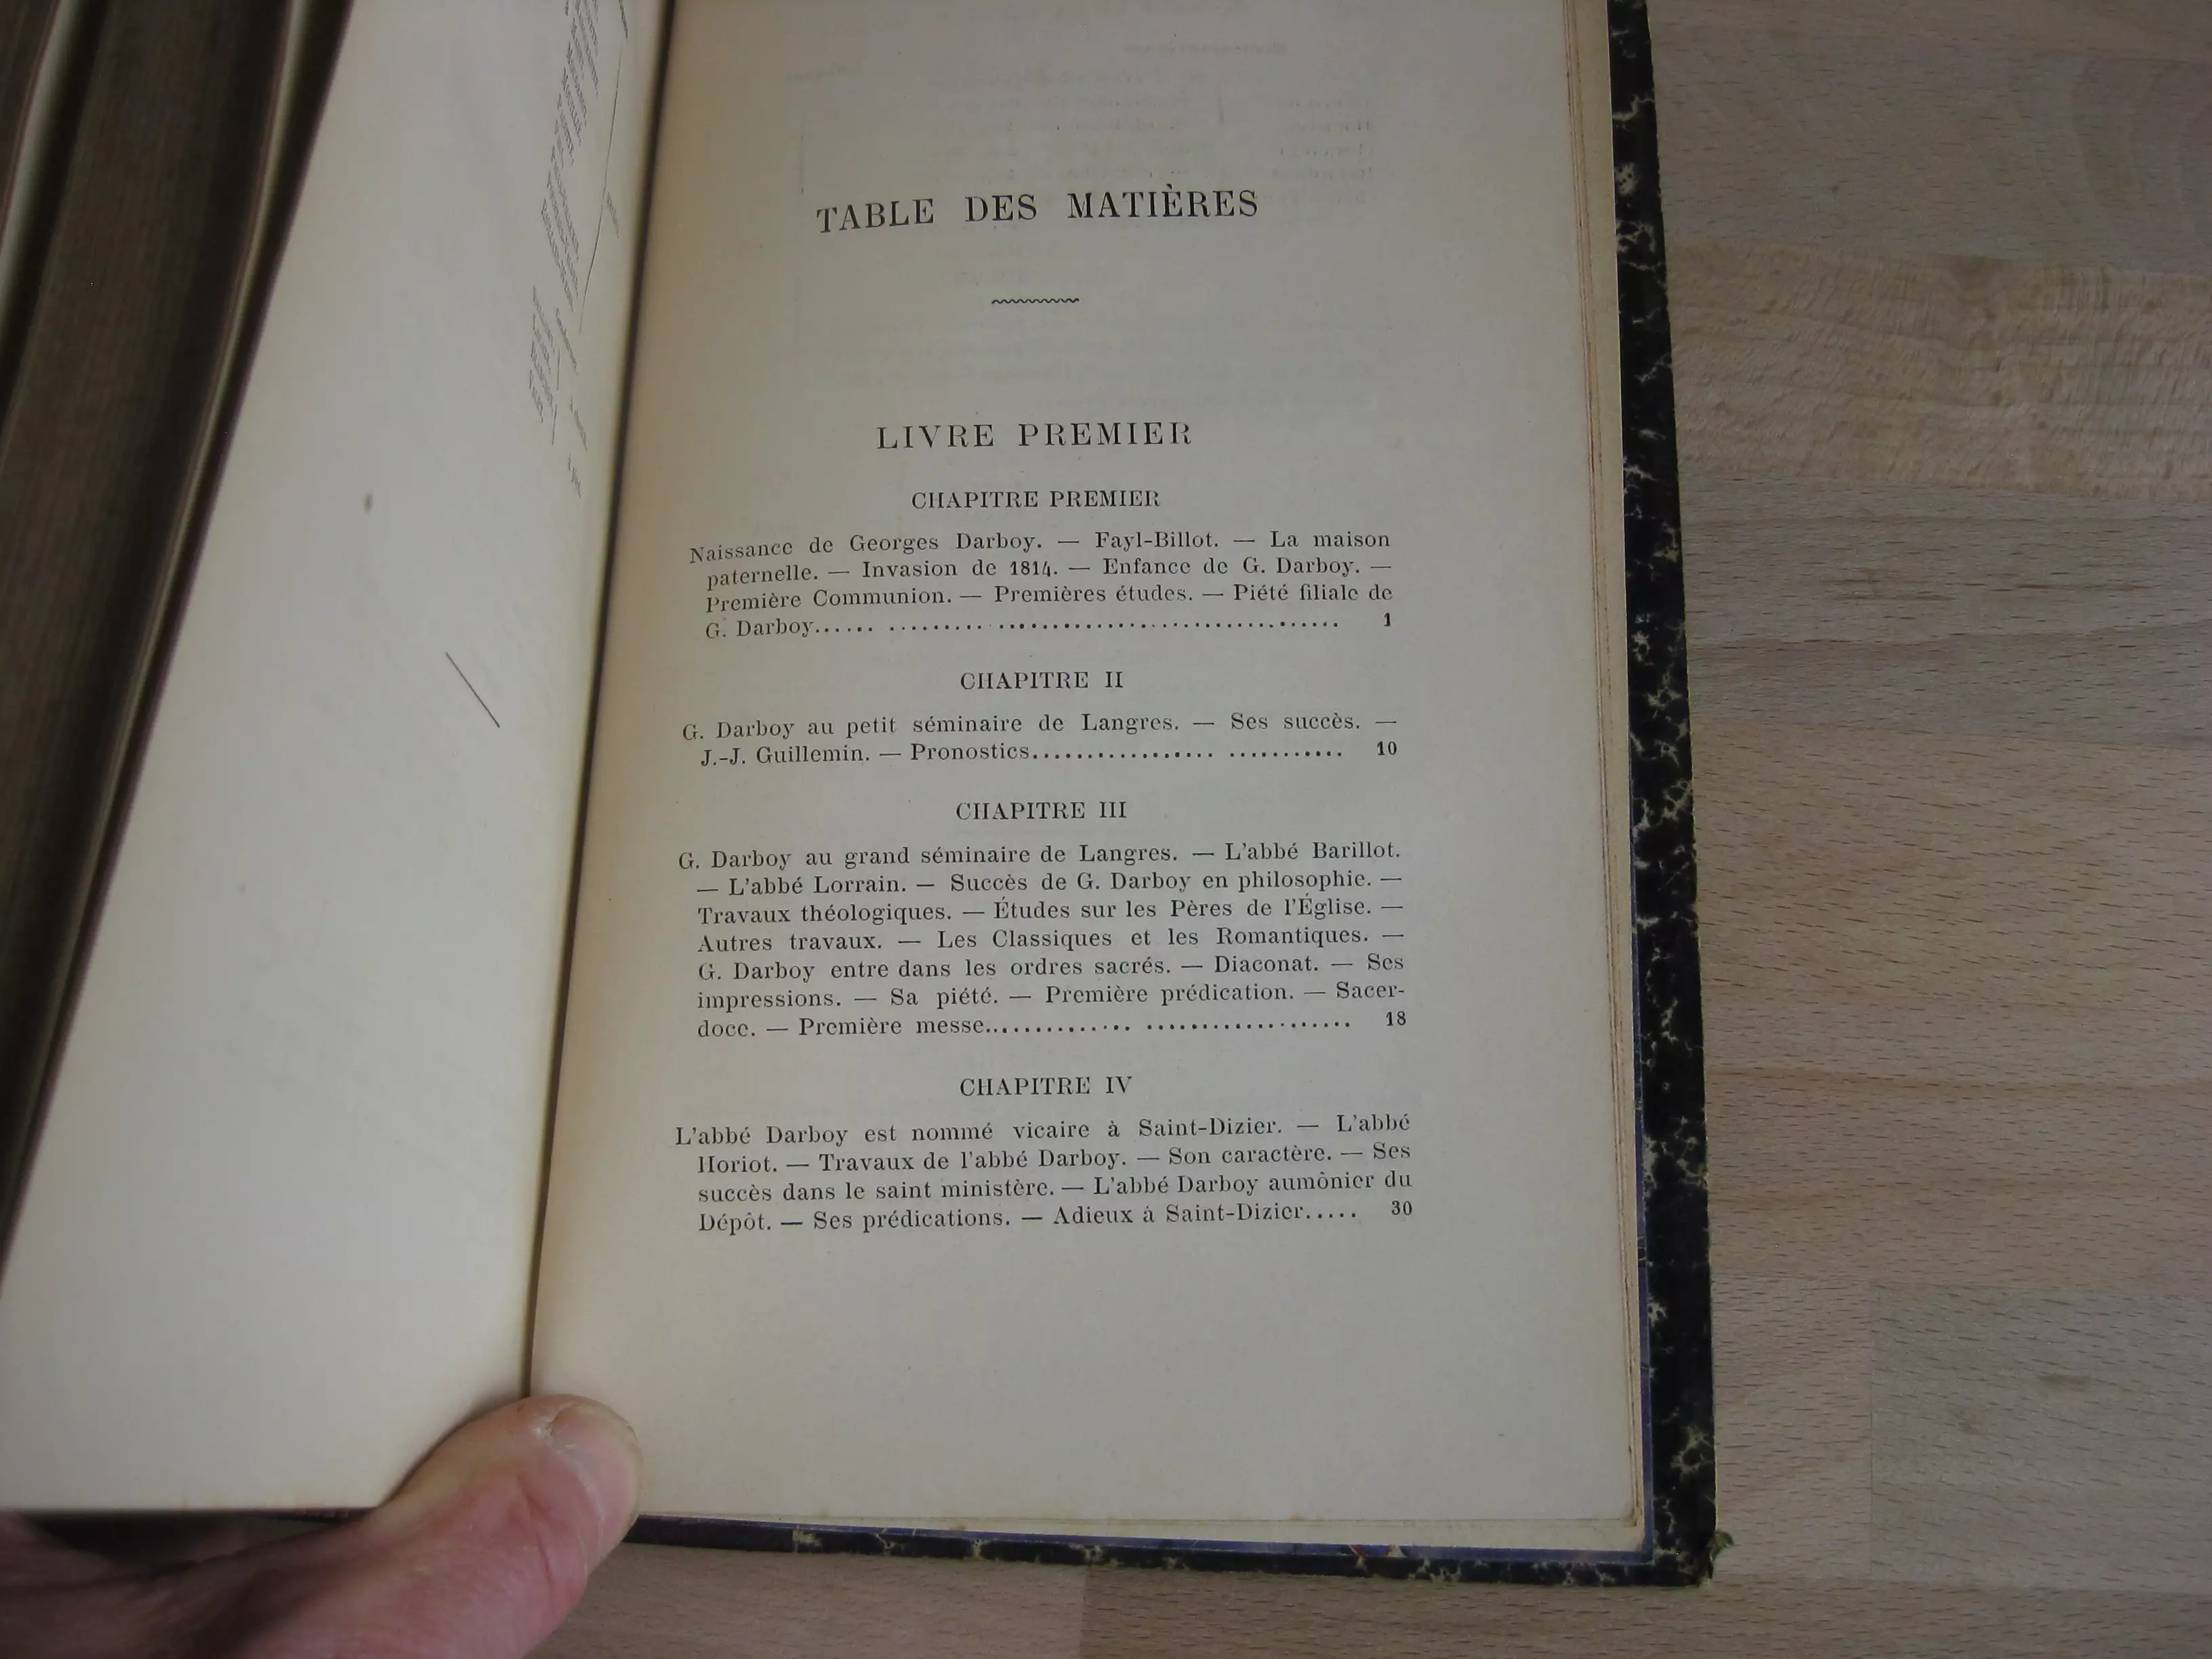 TABLE DES MATIÈRES
LIVRE PREMIER
CHAPITRE PREMIER
Naissance de Georges Darboy. — Fayl-Billot. — La maison
paternelle. — Invasion de 1814. — Enfance de G. Darboy. —
Première Communion. — Premières études. — Piété filiale de
G. Darboy...... ......................................... 1
CHAPITRE II
G. Darboy au petit séminaire de Langres. — Ses succès. —
J.-J. Guillemin. — Pronostics................. ........... 10
CHAPITRE III
G. Darboy au grand séminaire de Langres. — L'abbé Barillot.
— L'abbé Lorrain. — Succès de G. Darboy en philosophie. —
Travaux théologiques. — Études sur les Pères de l'Église. —
Autres travaux. — Les Classiques et les Romantiques. —
G. Darboy entre dans les ordres sacrés. — Diaconat. — Ses
impressions. — Sa piété. — Première prédication. — Sacer-
doce. — Première messe.............. ................... 18
CHAPITRE IV
L'abbé Darboy est nommé vicaire à Saint-Dizier. — L'abbé
Horiot. — Travaux de l'abbé Darboy. — Son caractère. — Ses
succès dans le saint ministère. — L'abbé Darboy aumônier du
Dépôt. — Ses prédications. — Adieux à Saint-Dizier..... 30